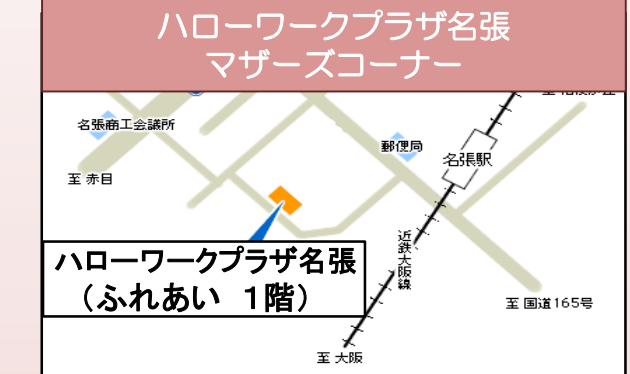 ハローワークプラザ名張
マザーズコーナー
名張商工会議所
郵便局
名張駅
至 赤目
近鉄大阪線
ハローワークプラザ名張
（ふれあい　１階）
至 国道165号
至 大阪